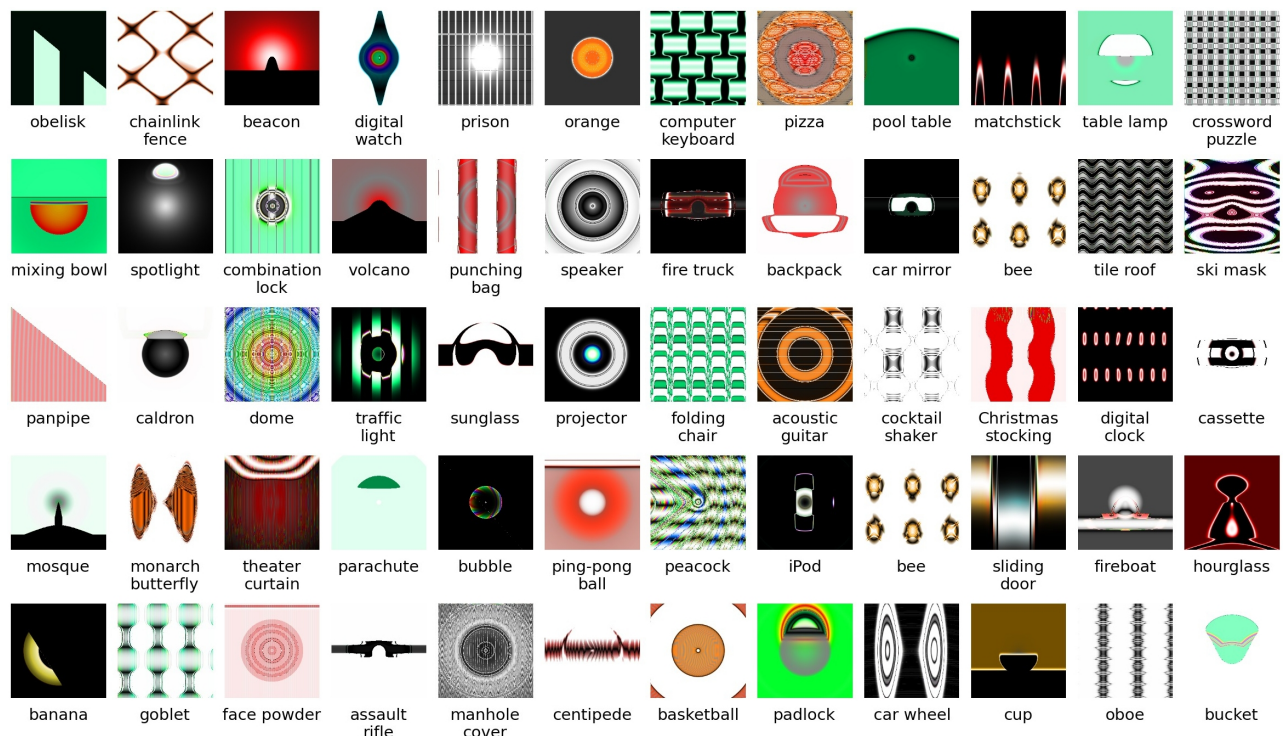 obelisk
chainlink
fence
beacon
digital
watch
prison
orange
computer
keyboard
pizza
pool table
matchstick
table lamp
crossword
puzzle
mixing bowl
spotlight
combination
lock
volcano
punching
bag
speaker
fire truck
backpack
car mirror
bee
tile roof
ski mask
panpipe
caldron
dome
traffic
light
sunglass
projector
folding
chair
acoustic
guitar
cocktail
shaker
Christmas
stocking
digital
clock
cassette
mosque
monarch
butterfly
theater
curtain
parachute
bubble
ping-pong
ball
peacock
iPod
bee
sliding
door
fireboat
hourglass
banana
goblet
face powder
assault
rifle
manhole
cover
centipede
basketball
padlock
car wheel
cup
oboe
bucket